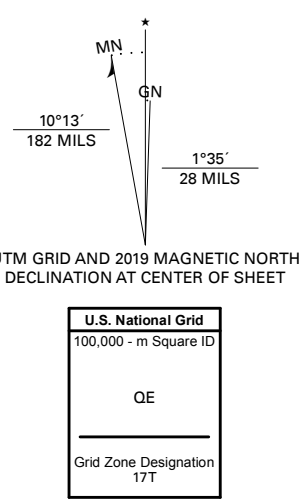 MN
GN
10°13´
182 MILS
1°35´
28 MILS
UTM GRID AND 2019 MAGNETIC NORTH
DECLINATION AT CENTER OF SHEET
U.S. National Grid
100,000 - m Square ID
QE
Grid Zone Designation
17T